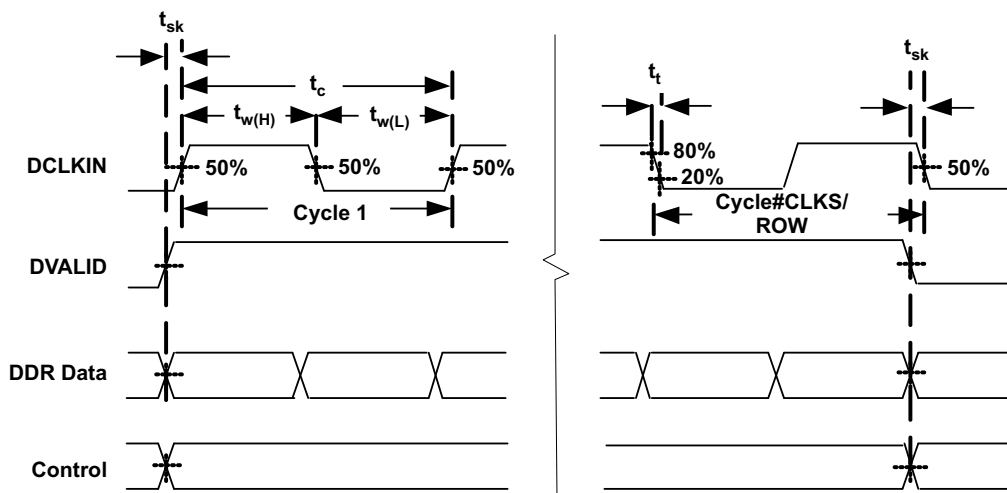 tsk
tc
tw(H)
tw(L)
tt
tsk
DCLKIN
50%
50%
50%
80%
20%
50%
Cycle 1
Cycle#CLKS/
ROW
DVALID
DDR Data
Control